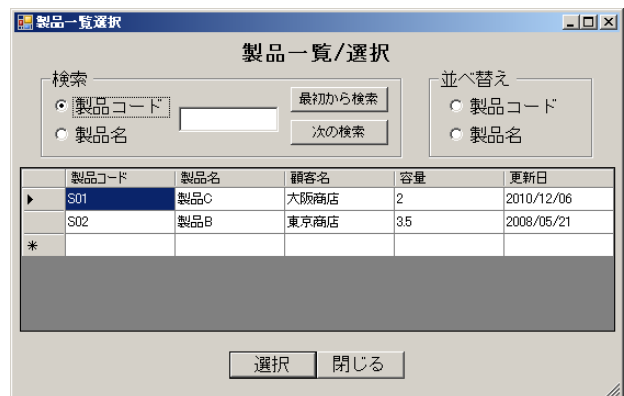 製品一覧選択
製品一覧/選択
検索
製品コード
製品名
最初から検索
次の検索
並べ替え
製品コード
製品名
製品コード 製品名 顧客名 容量 更新日
S01 製品C 大阪商店 2 2010/12/06
S02 製品B 東京商店 3.5 2008/05/21
選択 閉じる